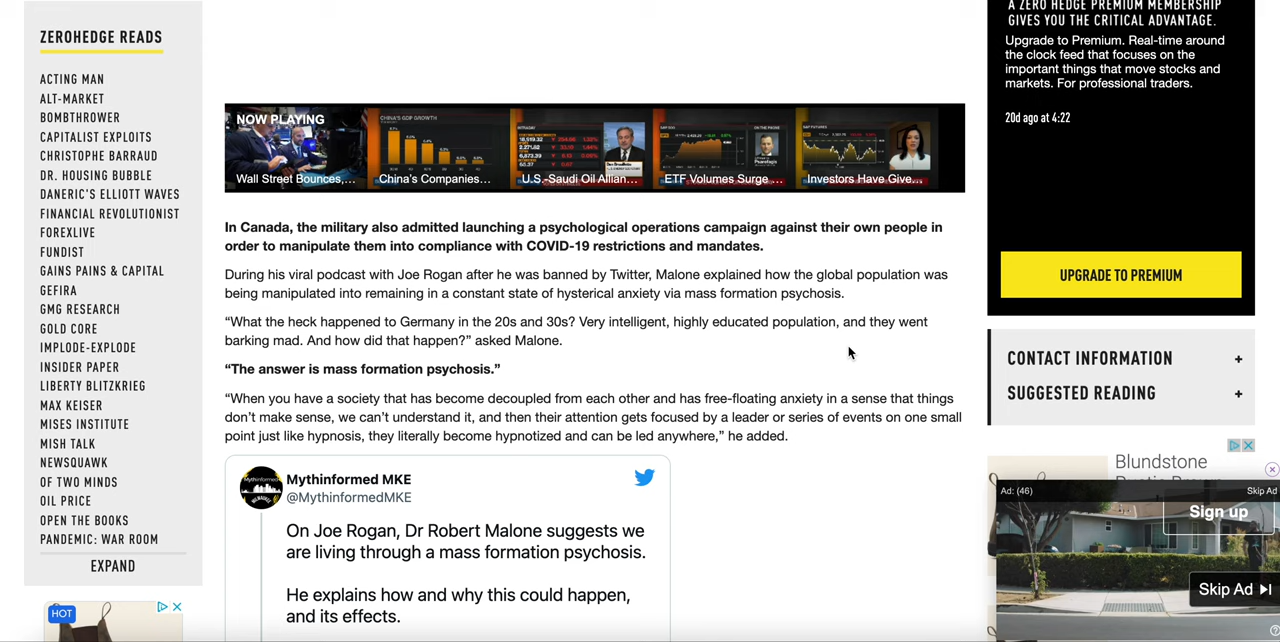 ZEROHEDGE READS
ACTING MAN
ALT-MARKET
BOMBTHROWER
CAPITALIST EXPLOITS
CHRISTOPHE BARRAUD
DR. HOUSING BUBBLE
DANERIC'S ELLIOTT WAVES
FINANCIAL REVOLUTIONIST
FOREXLIVE
FUNDIST
GAINS PAINS & CAPITAL
GEFIRA
GMG RESEARCH
GOLD CORE
IMPLODE-EXPLODE
INSIDER PAPER
LIBERTY BLITZKRIEG
MAX KEISER
MISES INSTITUTE
MISH TALK
NEWSQUAWK
OF TWO MINDS
OIL PRICE
OPEN THE BOOKS
PANDEMIC: WAR ROOM
EXPAND
HOT
NOW PLAYING
CHINA'S GDP GROWTH
Wall Street Bounces,...
China's Companies...
U.S.-Saudi Oil Allian...
ETF Volumes Surge ...
Investors Have Give...
In Canada, the military also admitted launching a psychological operations campaign against their own people in
order to manipulate them into compliance with COVID-19 restrictions and mandates.
During his viral podcast with Joe Rogan after he was banned by Twitter, Malone explained how the global population was
being manipulated into remaining in a constant state of hysterical anxiety via mass formation psychosis.
“What the heck happened to Germany in the 20s and 30s? Very intelligent, highly educated population, and they went
barking mad. And how did that happen?” asked Malone.
“The answer is mass formation psychosis.”
“When you have a society that has become decoupled from each other and has free-floating anxiety in a sense that things
don’t make sense, we can’t understand it, and then their attention gets focused by a leader or series of events on one small
point just like hypnosis, they literally become hypnotized and can be led anywhere,” he added.
Mythinformed MKE
@MythinformedMKE
On Joe Rogan, Dr Robert Malone suggests we
are living through a mass formation psychosis.
He explains how and why this could happen,
and its effects.
A ZERO HEDGE PREMIUM MEMBERSHIP
GIVES YOU THE CRITICAL ADVANTAGE.
Upgrade to Premium. Real-time around
the clock feed that focuses on the
important things that move stocks and
markets. For professional traders.
20d ago at 4:22
UPGRADE TO PREMIUM
CONTACT INFORMATION +
SUGGESTED READING +
Blundstone
Ad: (46)
Skip Ad
Sign up
Skip Ad